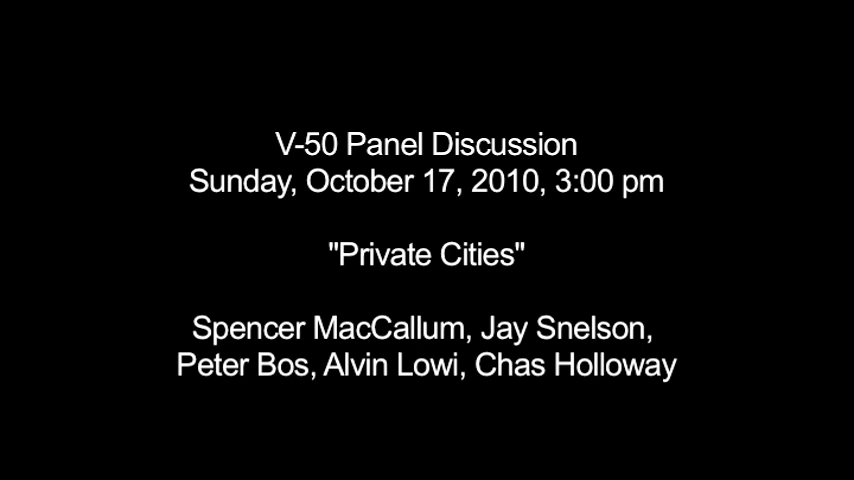 V-50 Panel Discussion
Sunday, October 17, 2010, 3:00 pm
"Private Cities"
Spencer MacCallum, Jay Snelson,
Peter Bos, Alvin Lowi, Chas Holloway